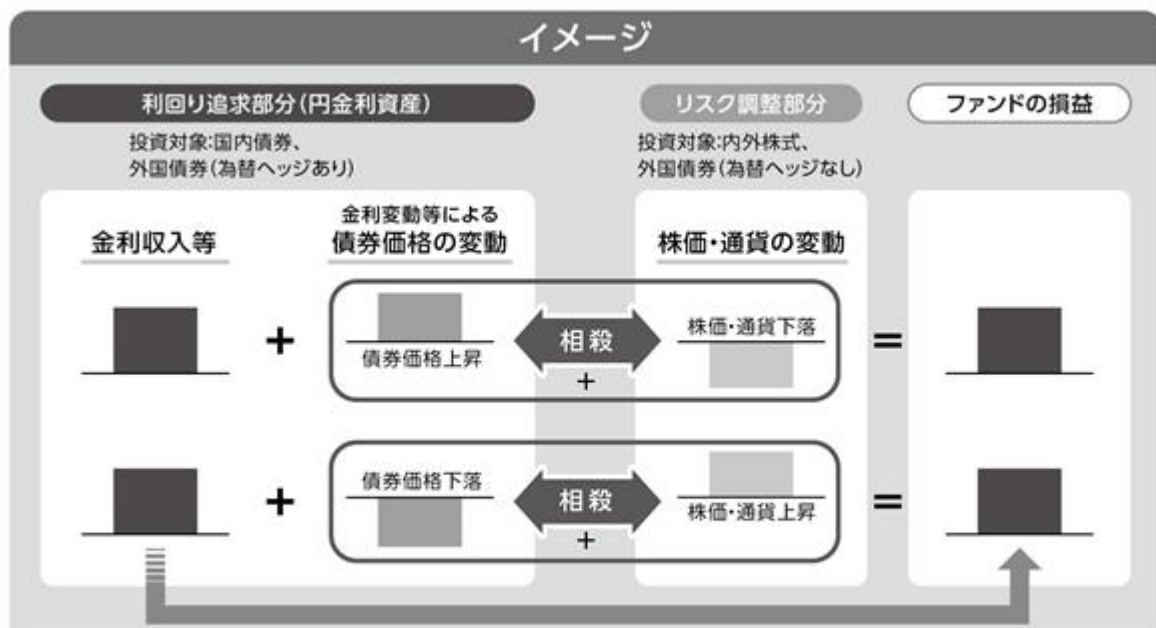 イメージ
利回り追求部分(円金利資産)
投資対象:国内債券、
外国債券(為替ヘッジあり)
リスク調整部分
投資対象:内外株式、
外国債券(為替ヘッジなし)
ファンドの損益
金利収入等
金利変動等による
債券価格の変動
株価・通貨の変動
+
債券価格上昇
相殺
+
株価・通貨下落
=
+
債券価格下落
相殺
+
株価・通貨上昇
=